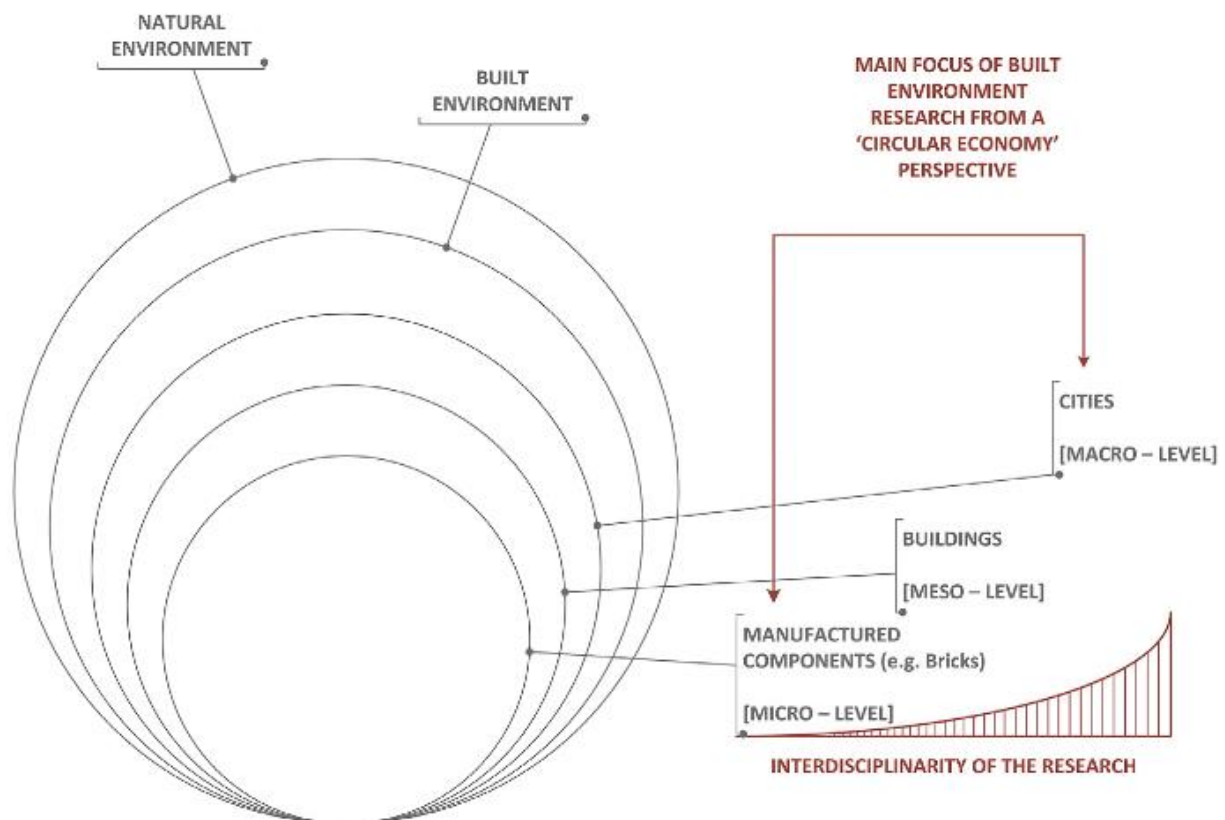 NATURAL
ENVIRONMENT
BUILT
ENVIRONMENT
MAIN FOCUS OF BUILT
ENVIRONMENT
RESEARCH FROM A
‘CIRCULAR ECONOMY’
PERSPECTIVE
CITIES
[MACRO – LEVEL]
BUILDINGS
[MESO – LEVEL]
MANUFACTURED
COMPONENTS (e.g. Bricks)
[MICRO – LEVEL]
INTERDISCIPLINARITY OF THE RESEARCH